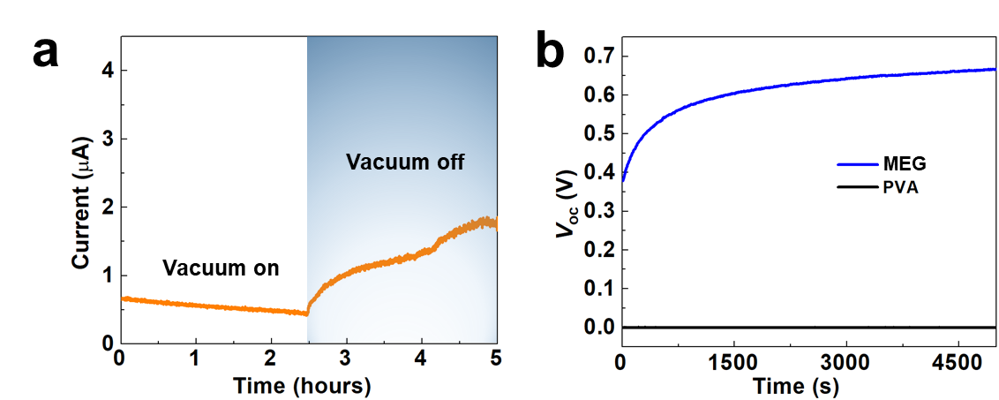 a
4
3
2
1
0
Current (μA)
Vacuum on
Vacuum off
0 1 2 3 4 5
Time (hours)
b
0.7
0.6
0.5
0.4
0.3
0.2
0.1
0.0
Voc (V)
MEG
PVA
0 1500 3000 4500
Time (s)